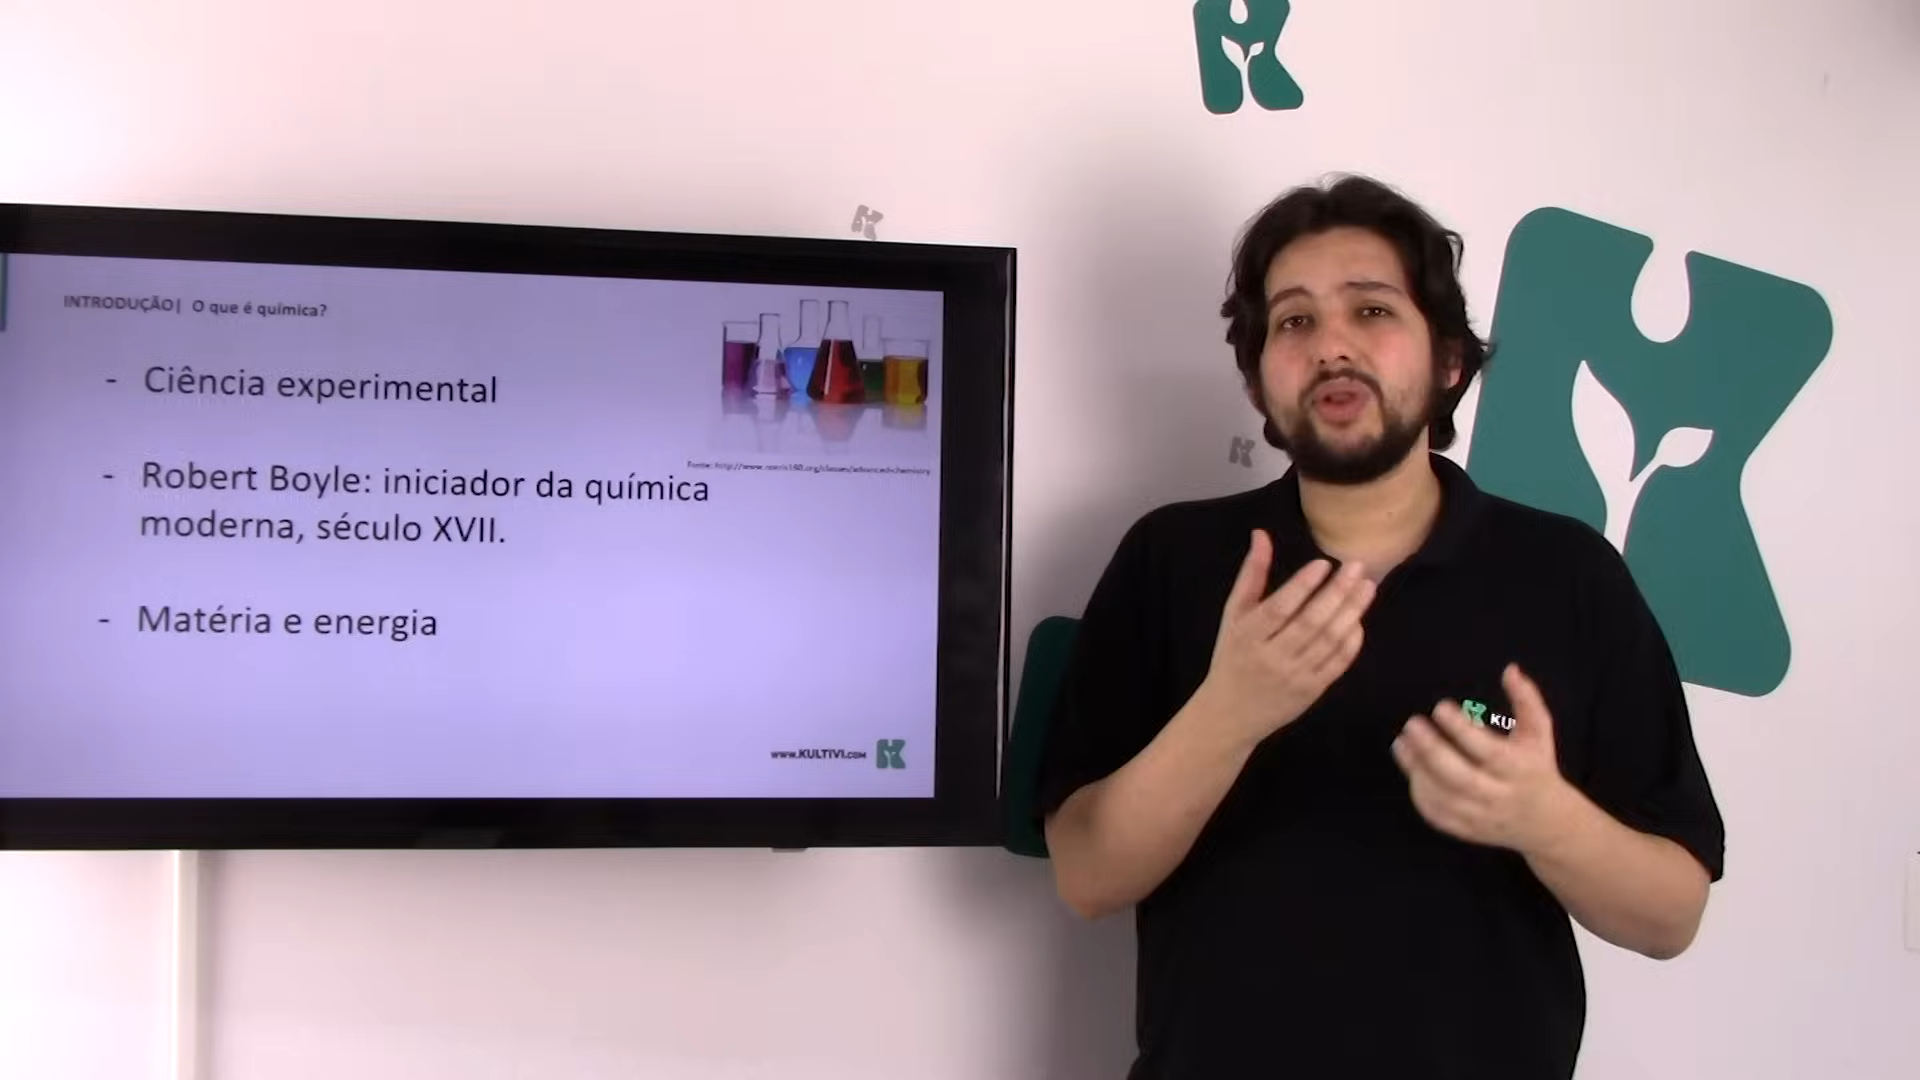 INTRODUÇÃO| O que é química?
- Ciência experimental
- Robert Boyle: iniciador da química
moderna, século XVII.
- Matéria e energia
www.KULTIVI.COM